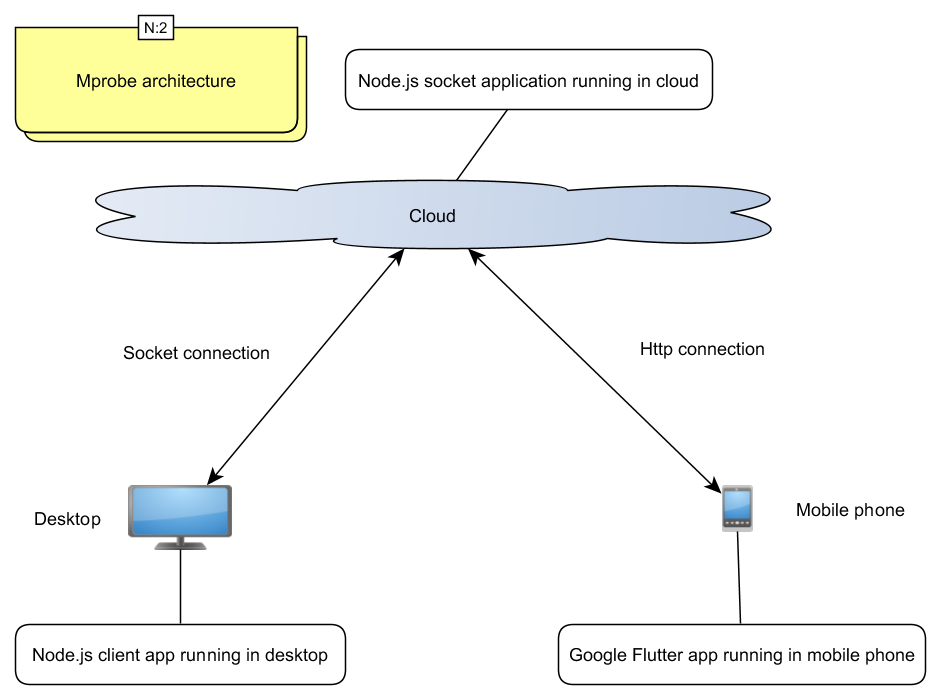 N:2
Mprobe architecture
Node.js socket application running in cloud
Cloud
Socket connection
Http connection
Desktop
Mobile phone
Node.js client app running in desktop
Google Flutter app running in mobile phone